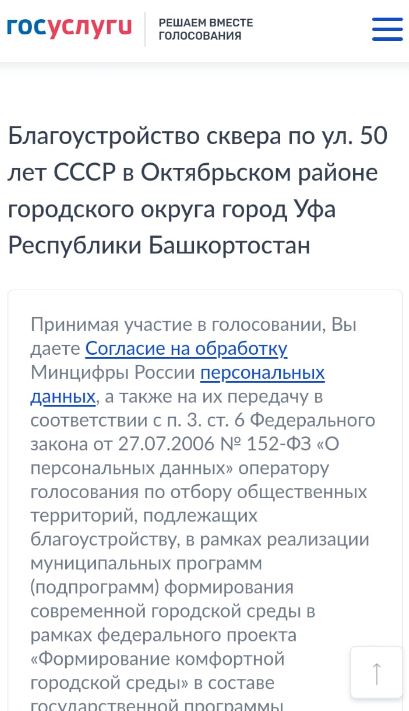 госуслуги
РЕШАЕМ ВМЕСТЕ
ГОЛОСОВАНИЯ
Благоустройство сквера по ул. 50
лет СССР в Октябрьском районе
городского округа город Уфа
Республики Башкортостан
Принимая участие в голосовании, Вы
даете Согласие на обработку
Минцифры России персональных
данных, а также на их передачу в
соответствии с п. 3. ст. 6 Федерального
закона от 27.07.2006 № 152-ФЗ «О
персональных данных» оператору
голосования по отбору общественных
территорий, подлежащих
благоустройству, в рамках реализации
муниципальных программ
(подпрограмм) формирования
современной городской среды в
рамках федерального проекта
«Формирование комфортной
городской среды» в составе
государственной программы